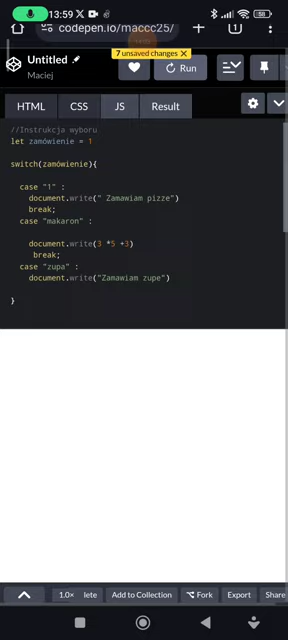 13:59
58
codepen.io/maccc25/
1
Untitled
Maciej
7 unsaved changes X
Run
HTML CSS JS Result
//Instrukcja wyboru
let zamówienie = 1
switch(zamówienie){
case "1" :
document.write(" Zamawiam pizze")
break;
case "makaron" :
document.write(3 *5 +3)
break;
case "zupa" :
document.write("Zamawiam zupe")
}
1.0× lete Add to Collection Fork Export Share